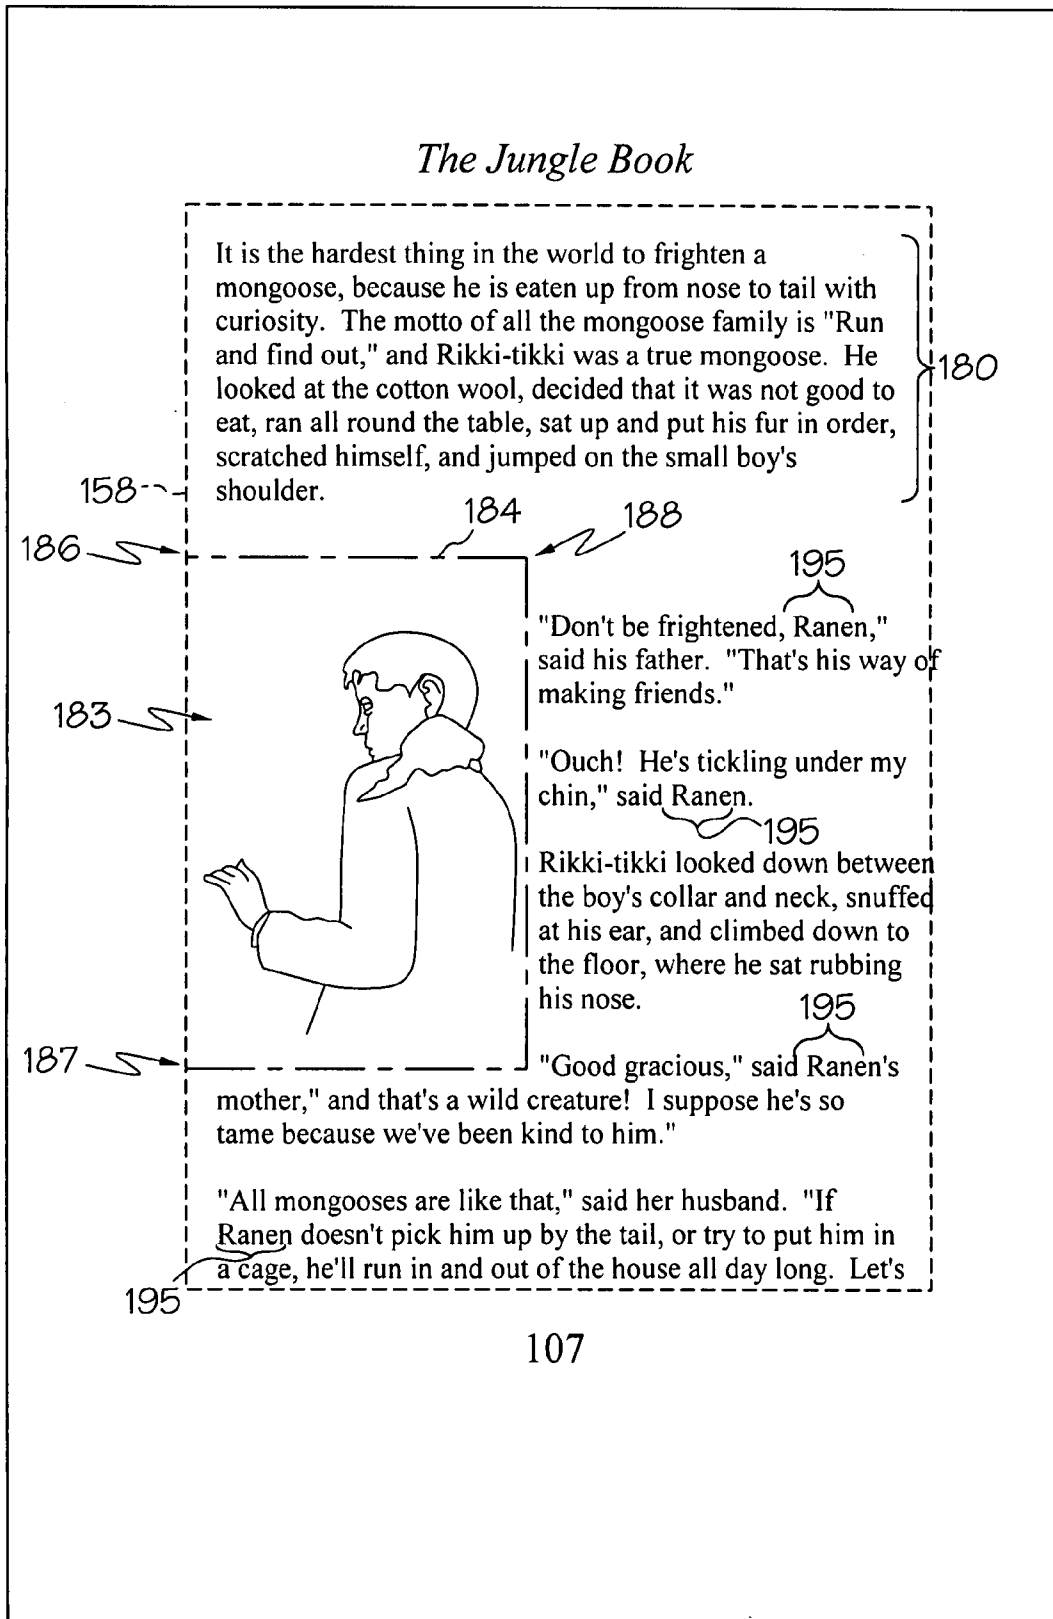 The Jungle Book
It is the hardest thing in the world to frighten a
mongoose, because he is eaten up from nose to tail with
curiosity.  The motto of all the mongoose family is "Run
and find out," and Rikki-tikki was a true mongoose.  He
looked at the cotton wool, decided that it was not good to
eat, ran all round the table, sat up and put his fur in order,
scratched himself, and jumped on the small boy's
shoulder.
180
158
184
188
186
195
"Don't be frightened, Ranen,"
said his father.  "That's his way of
making friends."
183
"Ouch!  He's tickling under my
chin," said Ranen.
195
Rikki-tikki looked down between
the boy's collar and neck, snuffed
at his ear, and climbed down to
the floor, where he sat rubbing
his nose.
195
187
"Good gracious," said Ranen's
mother," and that's a wild creature!  I suppose he's so
tame because we've been kind to him."
"All mongooses are like that," said her husband.  "If
Ranen doesn't pick him up by the tail, or try to put him in
a cage, he'll run in and out of the house all day long.  Let's
195
107